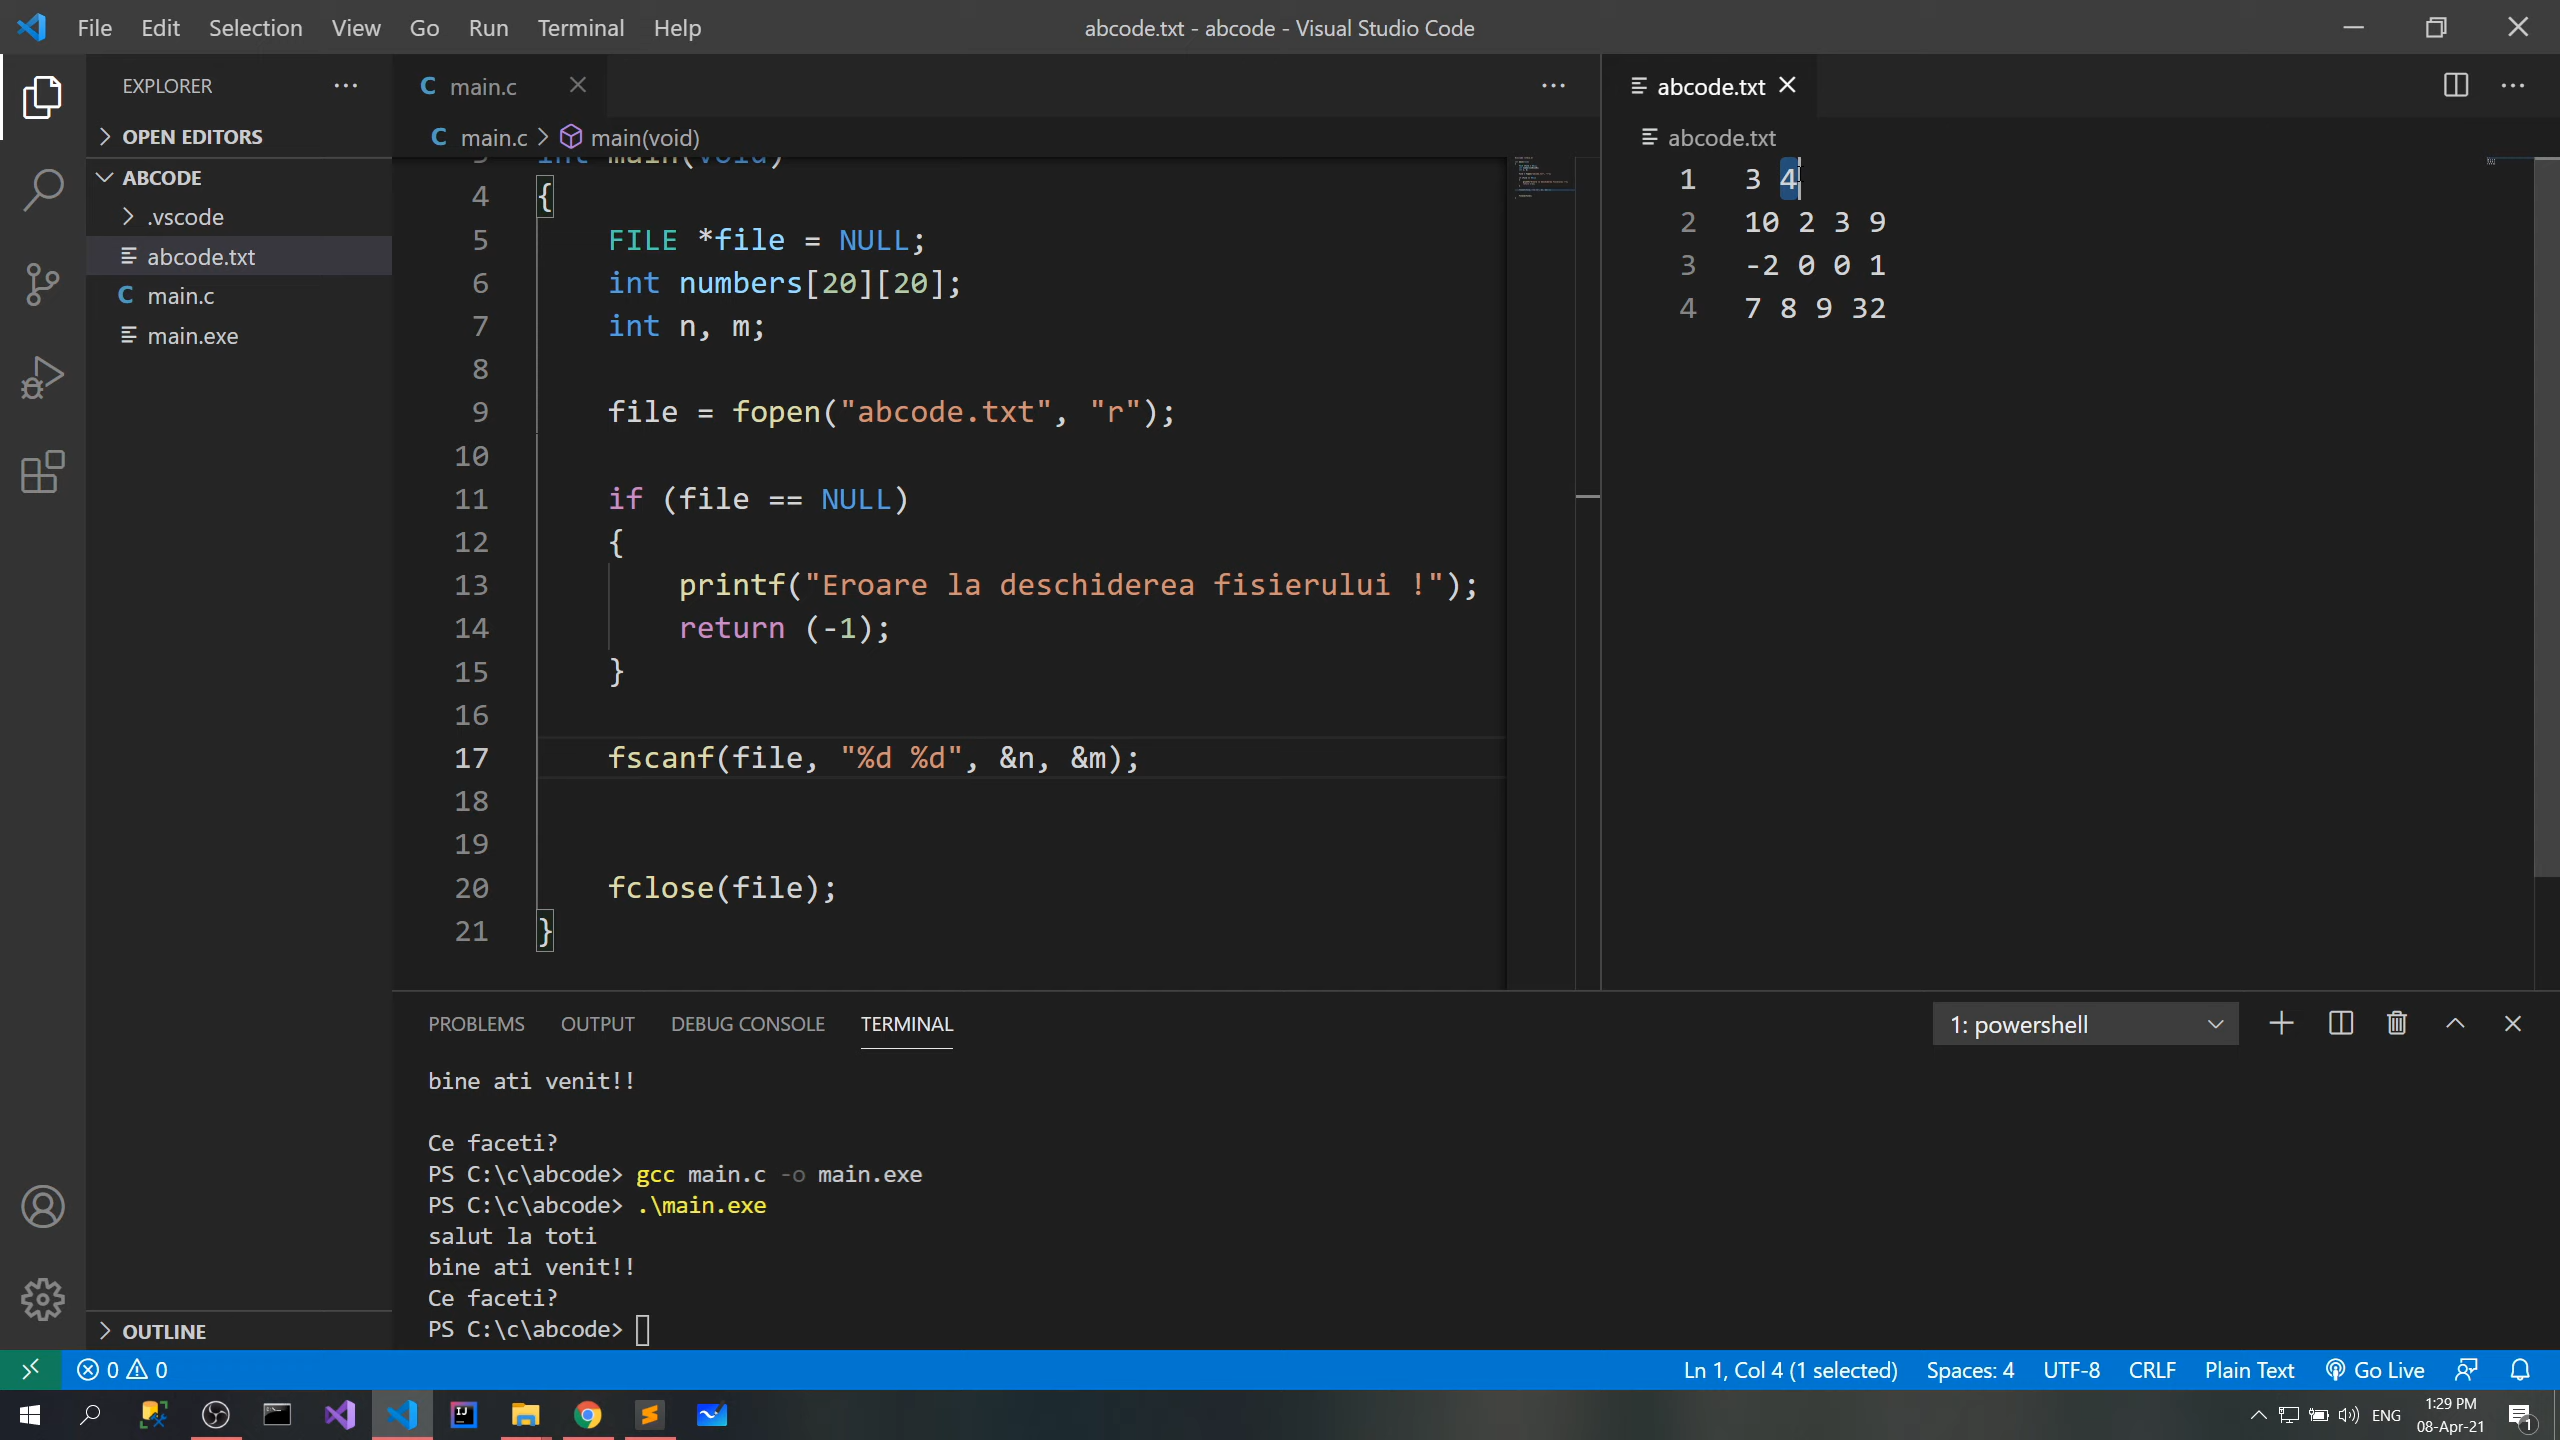 File Edit Selection View Go Run Terminal Help
abcode.txt - abcode - Visual Studio Code
EXPLORER
OPEN EDITORS
ABCODE
.vscode
abcode.txt
main.c
main.exe
OUTLINE
main.c
main.c > main(void)
3 int main(void)
4 {
5 FILE *file = NULL;
6 int numbers[20][20];
7 int n, m;
8
9 file = fopen("abcode.txt", "r");
10
11 if (file == NULL)
12 {
13 printf("Eroare la deschiderea fisierului !");
14 return (-1);
15 }
16
17 fscanf(file, "%d %d", &n, &m);
18
19
20 fclose(file);
21 }
abcode.txt
abcode.txt
1 3 4
2 10 2 3 9
3 -2 0 0 1
4 7 8 9 32
PROBLEMS OUTPUT DEBUG CONSOLE TERMINAL
1: powershell
bine ati venit!!
Ce faceti?
PS C:\c\abcode> gcc main.c -o main.exe
PS C:\c\abcode> .\main.exe
salut la toti
bine ati venit!!
Ce faceti?
PS C:\c\abcode>
0 0
Ln 1, Col 4 (1 selected) Spaces: 4 UTF-8 CRLF Plain Text Go Live
ENG
1:29 PM
08-Apr-21
1